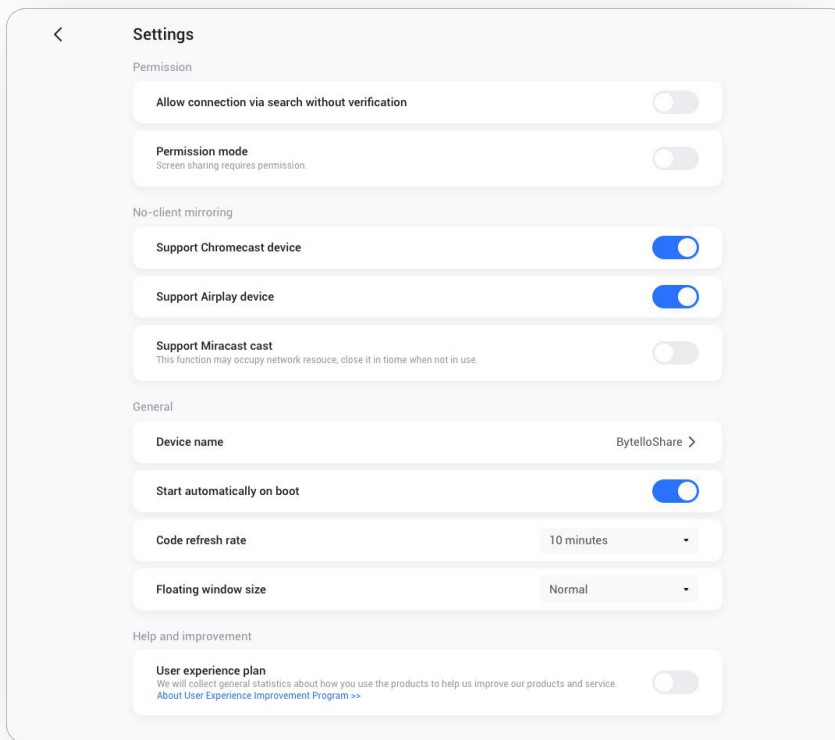 Settings
Permission
Allow connection via search without verification
Permission mode
Screen sharing requires permission.
No-client mirroring
Support Chromecast device
Support Airplay device
Support Miracast cast
This function may occupy network resouce, close it in tiome when not in use.
General
Device name
BytelloShare
Start automatically on boot
Code refresh rate
10 minutes
Floating window size
Normal
Help and improvement
User experience plan
We will collect general statistics about how you use the products to help us improve our products and service.
About User Experience Improvement Program >>